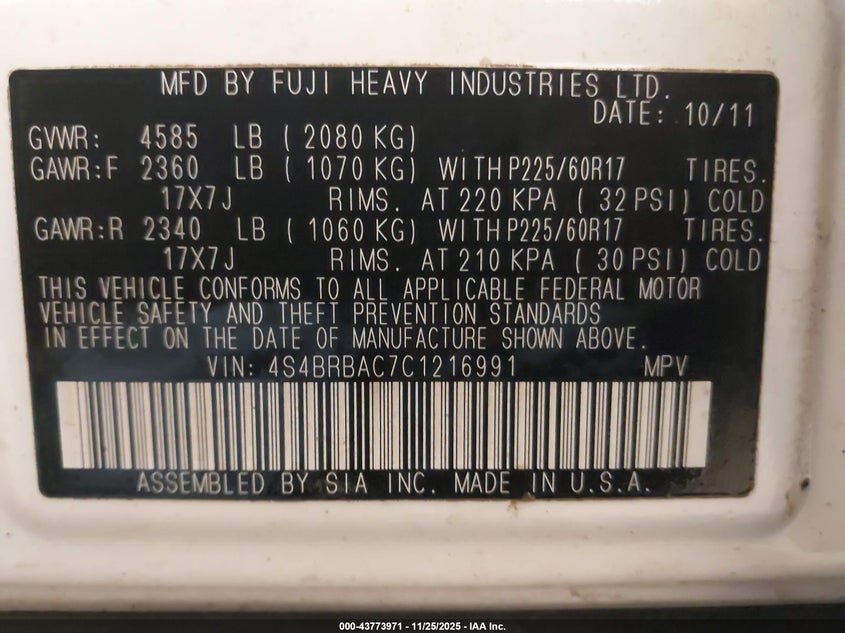 MFD BY FUJI HEAVY INDUSTRIES LTD.
DATE: 10/11
GVWR: 4585 LB ( 2080 KG)
GAWR:F 2360 LB ( 1070 KG) WITH P225/60R17 TIRES.
17X7J RIMS. AT 220 KPA ( 32 PSI) COLD
GAWR:R 2340 LB ( 1060 KG) WITH P225/60R17 TIRES.
17X7J RIMS. AT 210 KPA ( 30 PSI) COLD
THIS VEHICLE CONFORMS TO ALL APPLICABLE FEDERAL MOTOR
VEHICLE SAFETY AND THEFT PREVENTION STANDARDS
IN EFFECT ON THE DATE OF MANUFACTURE SHOWN ABOVE.
VIN: 4S4BRBAC7C1216991 MPV
ASSEMBLED BY SIA INC. MADE IN U.S.A.
000-43773971 - 11/25/2025 - IAA Inc.